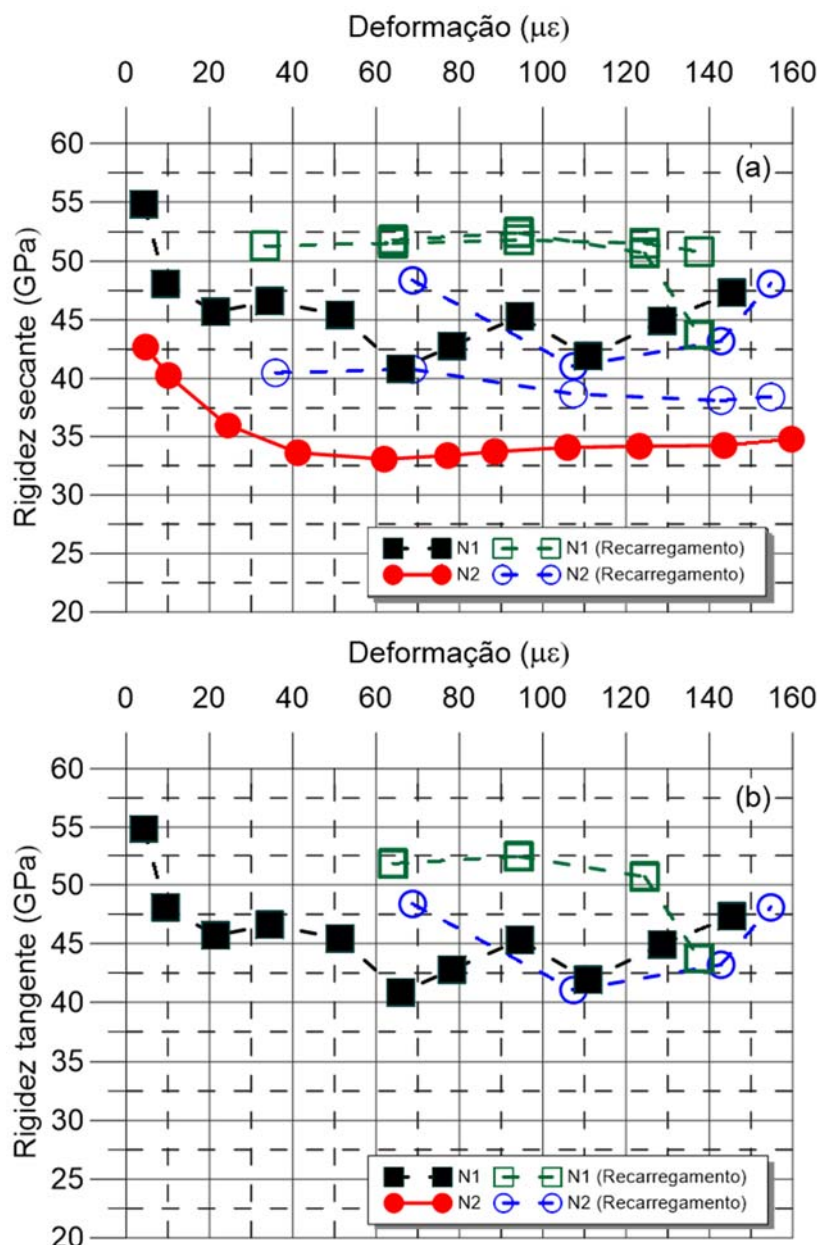 Deformação (με)
0 20 40 60 80 100 120 140 160
Rigidez secante (GPa)
60
55
50
45
40
35
30
25
20
(a)
N1 N1 (Recarregamento)
N2 N2 (Recarregamento)
Deformação (με)
0 20 40 60 80 100 120 140 160
Rigidez tangente (GPa)
60
55
50
45
40
35
30
25
20
(b)
N1 N1 (Recarregamento)
N2 N2 (Recarregamento)